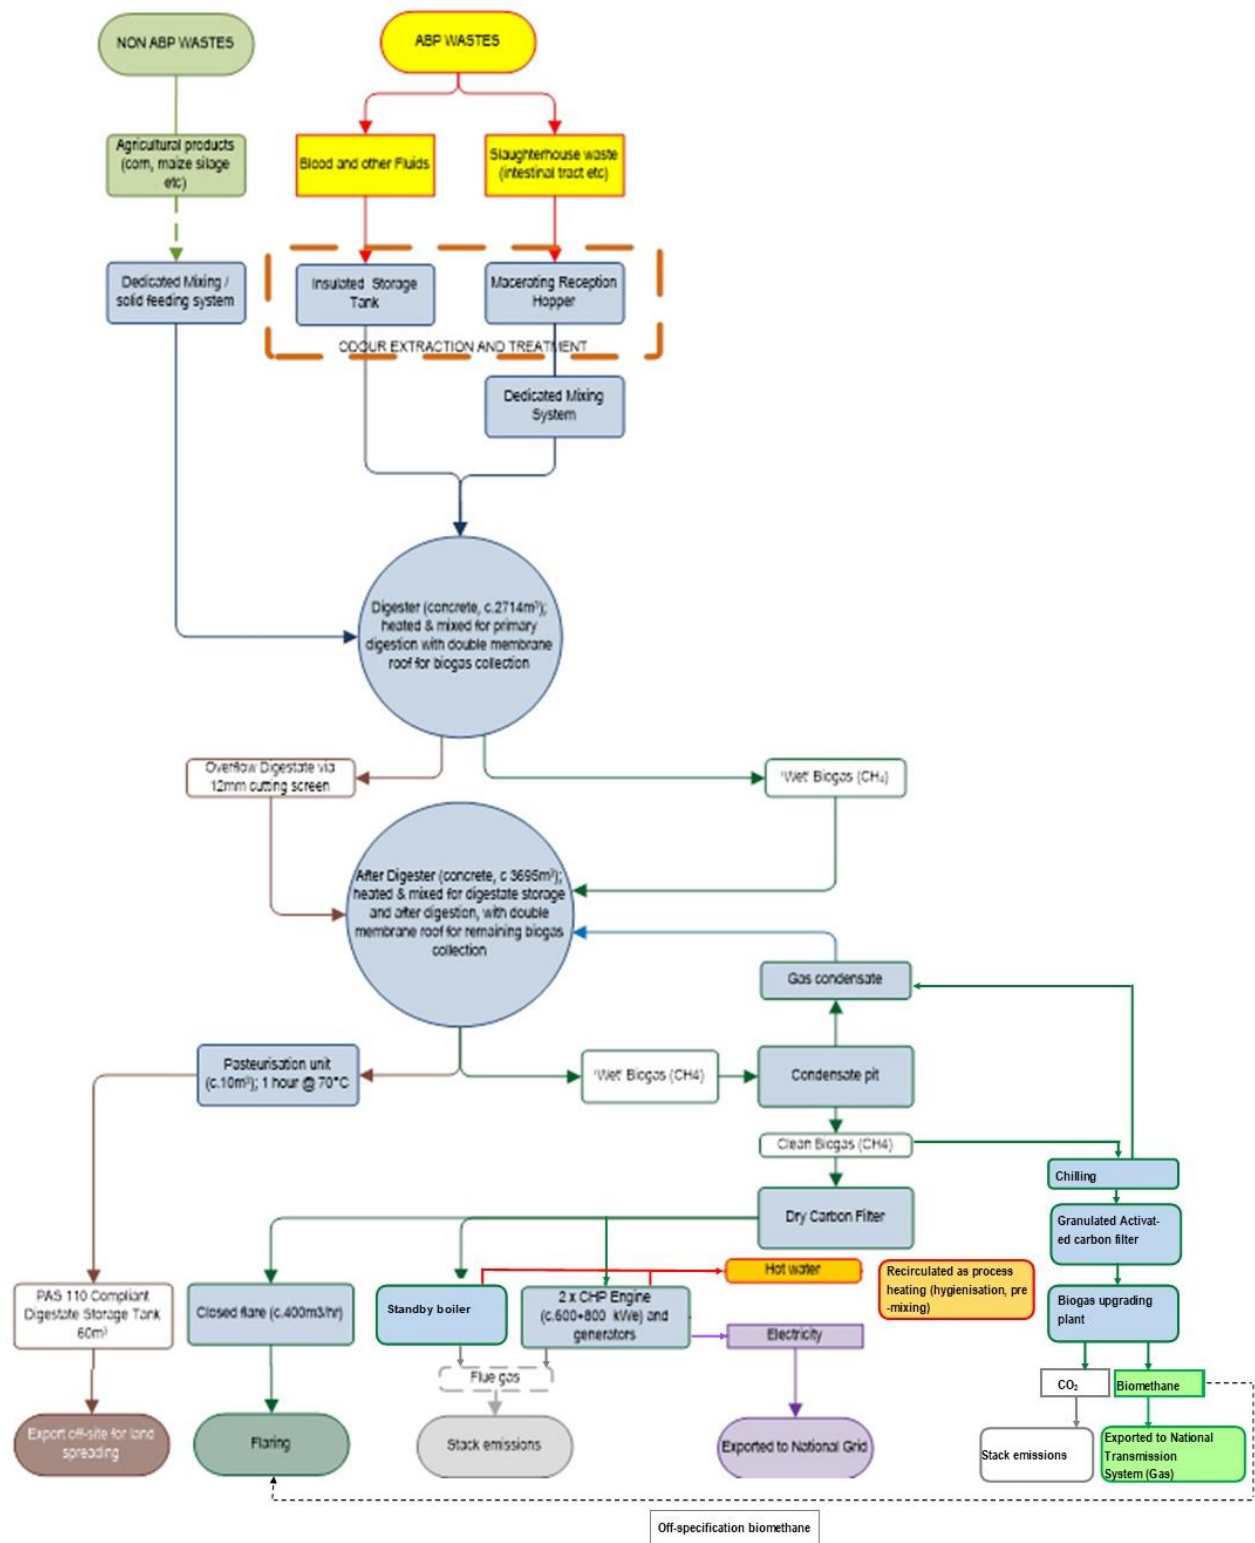 NON ABP WASTES
ABP WASTES
Agricultural products
(corn, maize silage
etc)
Blood and other Fluids
Slaughterhouse waste
(intestinal tract etc)
Dedicated Mixing /
solid feeding system
Insulated Storage
Tank
Macerating Reception
Hopper
ODOUR EXTRACTION AND TREATMENT
Dedicated Mixing
System
Digester (concrete, c.2714m³);
heated & mixed for primary
digestion with double membrane
roof for biogas collection
Overflow Digestate via
12mm cutting screen
'Wet' Biogas (CH₄)
After Digester (concrete, c 3695m³);
heated & mixed for digestate storage
and after digestion, with double
membrane roof for remaining biogas
collection
Gas condensate
Pasteurisation unit
(c.10m³); 1 hour @ 70°C
'Wet' Biogas (CH4)
Condensate pit
Clean Biogas (CH4)
Chilling
Dry Carbon Filter
Granulated Activat-
ed carbon filter
Hot water
Recirculated as process
heating (hygienisation, pre
-mixing)
PAS 110 Compliant
Digestate Storage Tank
60m³
Closed flare (c.400m3/hr)
Standby boiler
2 x CHP Engine
(c.600+800 kWe) and
generators
Biogas upgrading
plant
Electricity
Flue gas
CO₂
Biomethane
Export off-site for land
spreading
Flaring
Stack emissions
Exported to National Grid
Stack emissions
Exported to National
Transmission
System (Gas)
Off-specification biomethane